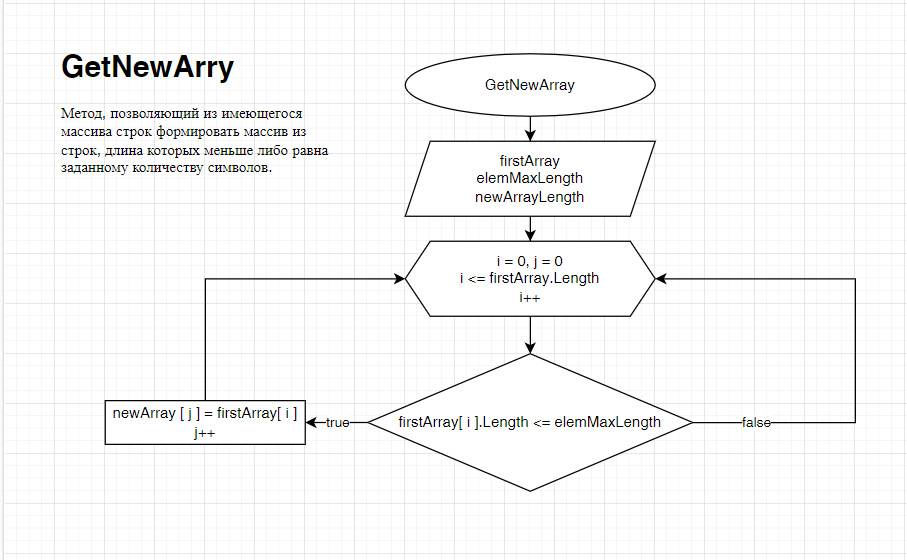 GetNewArry
Метод, позволяющий из имеющегося
массива строк формировать массив из
строк, длина которых меньше либо равна
заданному количеству символов.
GetNewArray
firstArray
elemMaxLength
newArrayLength
i = 0, j = 0
i <= firstArray.Length
i++
firstArray[ i ].Length <= elemMaxLength
true
newArray [ j ] = firstArray[ i ]
j++
false